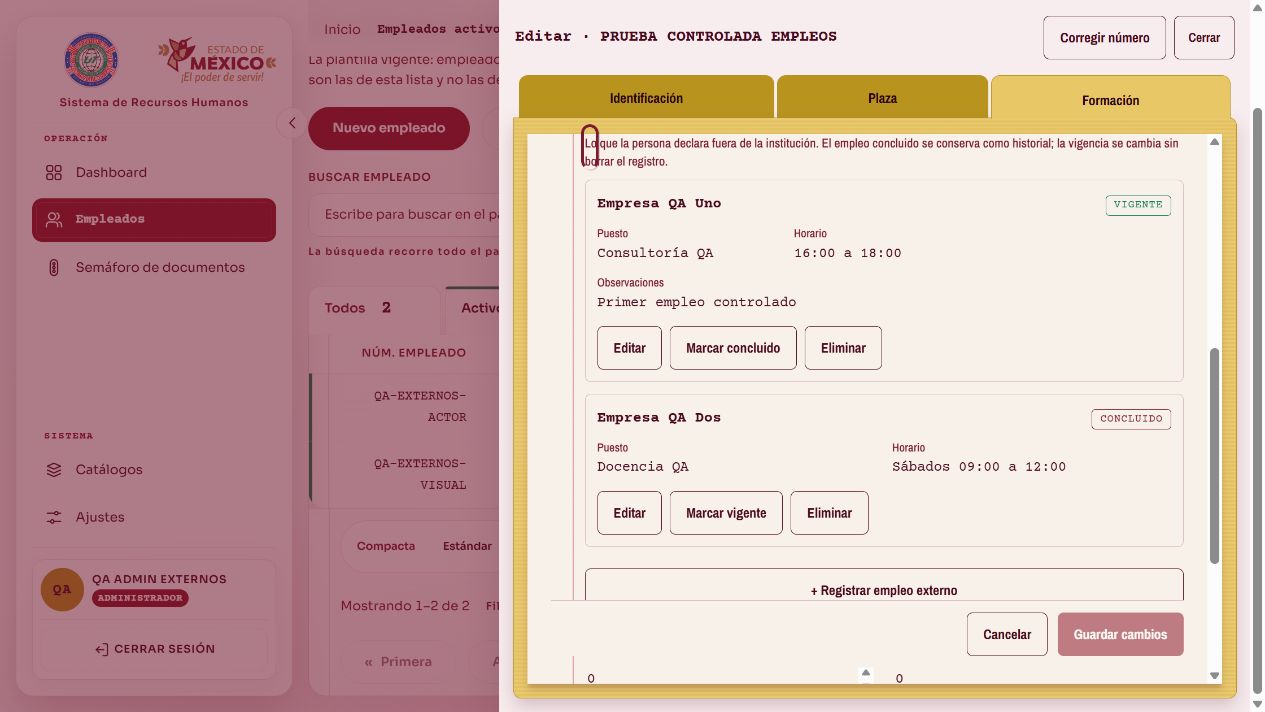 ESTADO DE
MÉXICO
¡El poder de servir!
Sistema de Recursos Humanos
OPERACIÓN
Dashboard
Empleados
Semáforo de documentos
SISTEMA
Catálogos
Ajustes
QA
QA ADMIN EXTERNOS
ADMINISTRADOR
CERRAR SESIÓN
Inicio Empleados activo
La plantilla vigente: emplead
son las de esta lista y no las de
Nuevo empleado
BUSCAR EMPLEADO
Escribe para buscar en el pa
La búsqueda recorre todo el pa
Todos 2
Activ
NÚM. EMPLEADO
QA-EXTERNOS-
ACTOR
QA-EXTERNOS-
VISUAL
Compacta Estándar
Mostrando 1–2 de 2
« Primera
Editar · PRUEBA CONTROLADA EMPLEOS
Corregir número
Cerrar
Identificación
Plaza
Formación
Lo que la persona declara fuera de la institución. El empleo concluido se conserva como historial; la vigencia se cambia sin
borrar el registro.
Empresa QA Uno
VIGENTE
Puesto Horario
Consultoría QA 16:00 a 18:00
Observaciones
Primer empleo controlado
Editar Marcar concluido Eliminar
Empresa QA Dos
CONCLUIDO
Puesto Horario
Docencia QA Sábados 09:00 a 12:00
Editar Marcar vigente Eliminar
+ Registrar empleo externo
Cancelar Guardar cambios
0 0